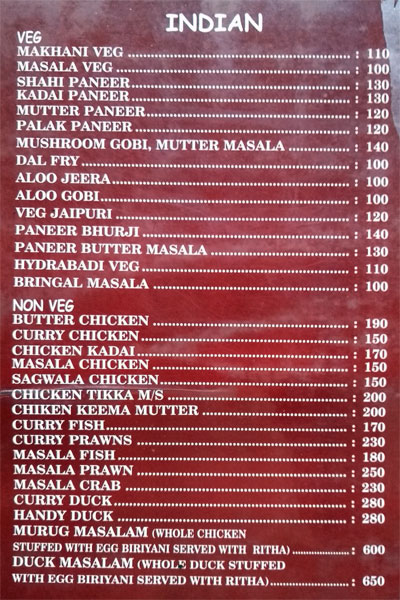 INDIAN
VEG
MAKHANI VEG : 110
MASALA VEG : 100
SHAHI PANEER : 130
KADAI PANEER : 130
MUTTER PANEER : 120
PALAK PANEER : 120
MUSHROOM GOBI, MUTTER MASALA : 140
DAL FRY : 100
ALOO JEERA : 100
ALOO GOBI : 100
VEG JAIPURI : 120
PANEER BHURJI : 140
PANEER BUTTER MASALA : 130
HYDRABADI VEG : 110
BRINGAL MASALA : 100
NON VEG
BUTTER CHICKEN : 190
CURRY CHICKEN : 150
CHICKEN KADAI : 170
MASALA CHICKEN : 150
SAGWALA CHICKEN : 150
CHICKEN TIKKA M/S : 200
CHIKEN KEEMA MUTTER : 200
CURRY FISH : 170
CURRY PRAWNS : 230
MASALA FISH : 180
MASALA PRAWN : 250
MASALA CRAB : 230
CURRY DUCK : 280
HANDY DUCK : 280
MURUG MASALAM (WHOLE CHICKEN
STUFFED WITH EGG BIRIYANI SERVED WITH RITHA) : 600
DUCK MASALAM (WHOLE DUCK STUFFED
WITH EGG BIRIYANI SERVED WITH RITHA) : 650